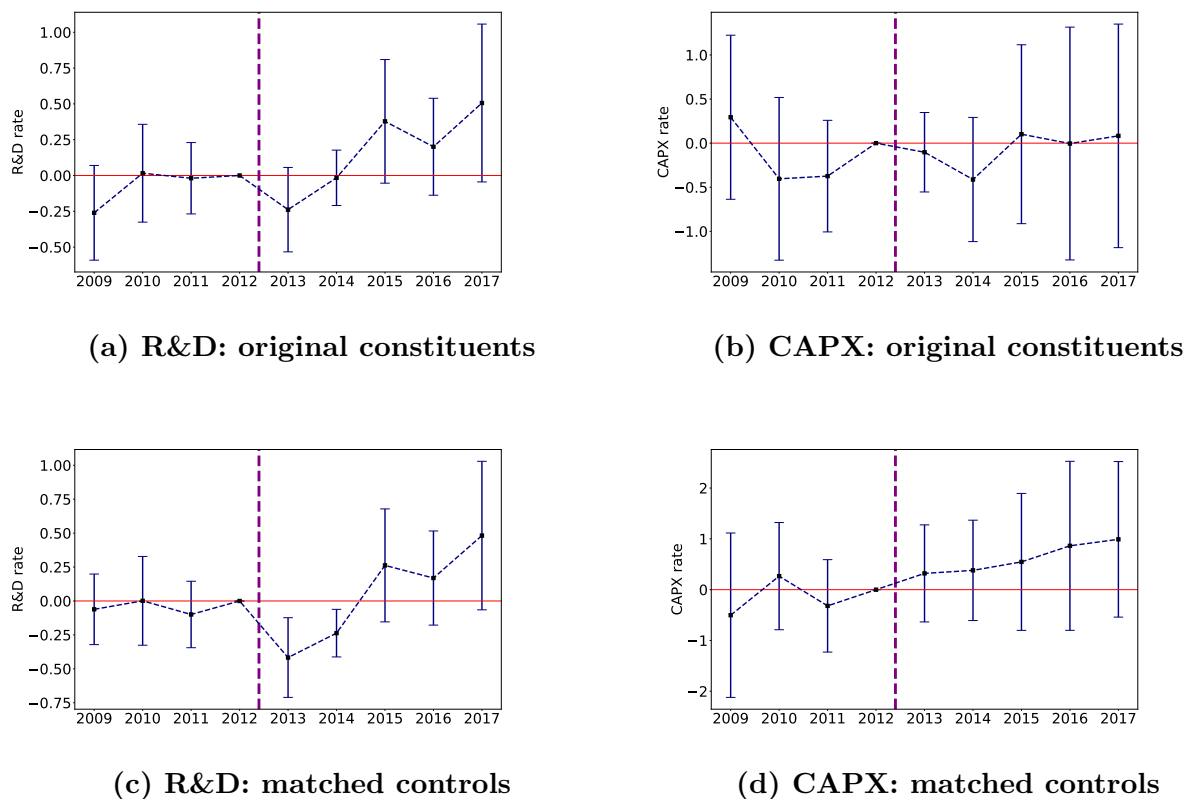 1.00
0.75
0.50
0.25
0.00
−0.25
−0.50
R&D rate
2009 2010 2011 2012 2013 2014 2015 2016 2017
(a) R&D: original constituents
1.0
0.5
0.0
−0.5
−1.0
CAPX rate
2009 2010 2011 2012 2013 2014 2015 2016 2017
(b) CAPX: original constituents
1.00
0.75
0.50
0.25
0.00
−0.25
−0.50
−0.75
R&D rate
2009 2010 2011 2012 2013 2014 2015 2016 2017
(c) R&D: matched controls
2
1
0
−1
−2
CAPX rate
2009 2010 2011 2012 2013 2014 2015 2016 2017
(d) CAPX: matched controls